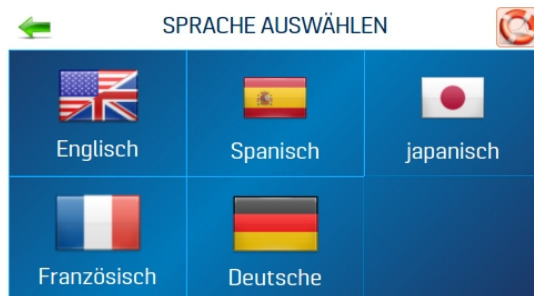 SPRACHE AUSWÄHLEN
Englisch
Spanisch
japanisch
Französisch
Deutsche